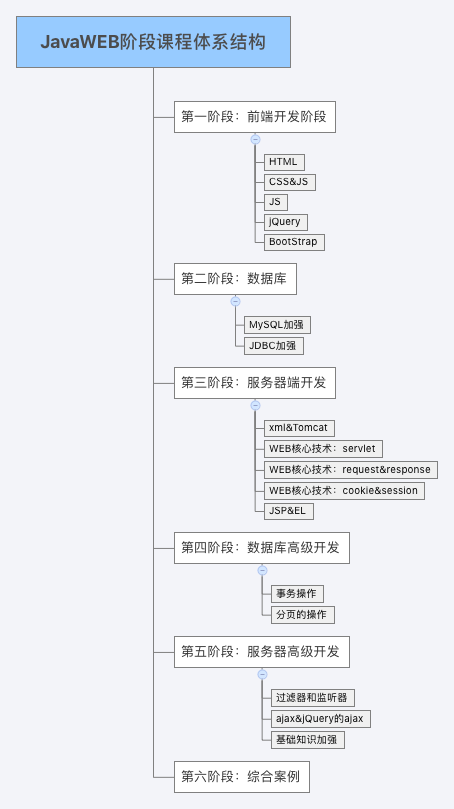 JavaWEB阶段课程体系结构
第一阶段：前端开发阶段
HTML
CSS&JS
JS
jQuery
BootStrap
第二阶段：数据库
MySQL加强
JDBC加强
第三阶段：服务器端开发
xml&Tomcat
WEB核心技术：servlet
WEB核心技术：request&response
WEB核心技术：cookie&session
JSP&EL
第四阶段：数据库高级开发
事务操作
分页的操作
第五阶段：服务器高级开发
过滤器和监听器
ajax&jQuery的ajax
基础知识加强
第六阶段：综合案例